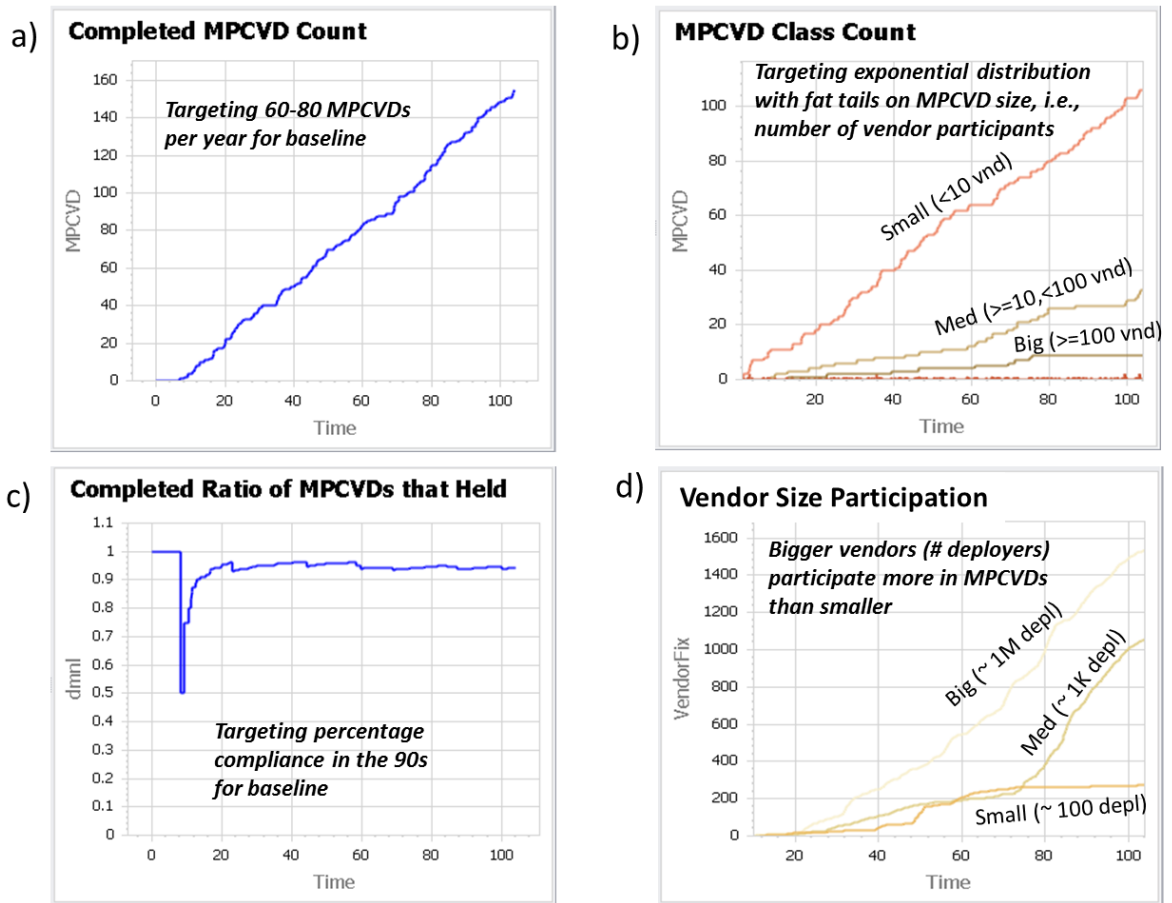 a)
Completed MPCVD Count
160
140
120
100
80
60
40
20
0
MPCVD
Targeting 60-80 MPCVDs
per year for baseline
0 20 40 60 80 100
Time
b)
MPCVD Class Count
100
80
60
40
20
0
MPCVD
Targeting exponential distribution
with fat tails on MPCVD size, i.e.,
number of vendor participants
Small (<10 vnd)
Med (>=10,<100 vnd)
Big (>=100 vnd)
20 40 60 80 100
Time
c)
Completed Ratio of MPCVDs that Held
1.1
1
0.9
0.8
0.7
0.6
0.5
0.4
0.3
0.2
0.1
0
dmnl
Targeting percentage
compliance in the 90s
for baseline
0 20 40 60 80 100
Time
d)
Vendor Size Participation
1600
1400
1200
1000
800
600
400
200
0
VendorFix
Bigger vendors (# deployers)
participate more in MPCVDs
than smaller
Big (~ 1M depl)
Med (~ 1K depl)
Small (~ 100 depl)
20 40 60 80 100
Time